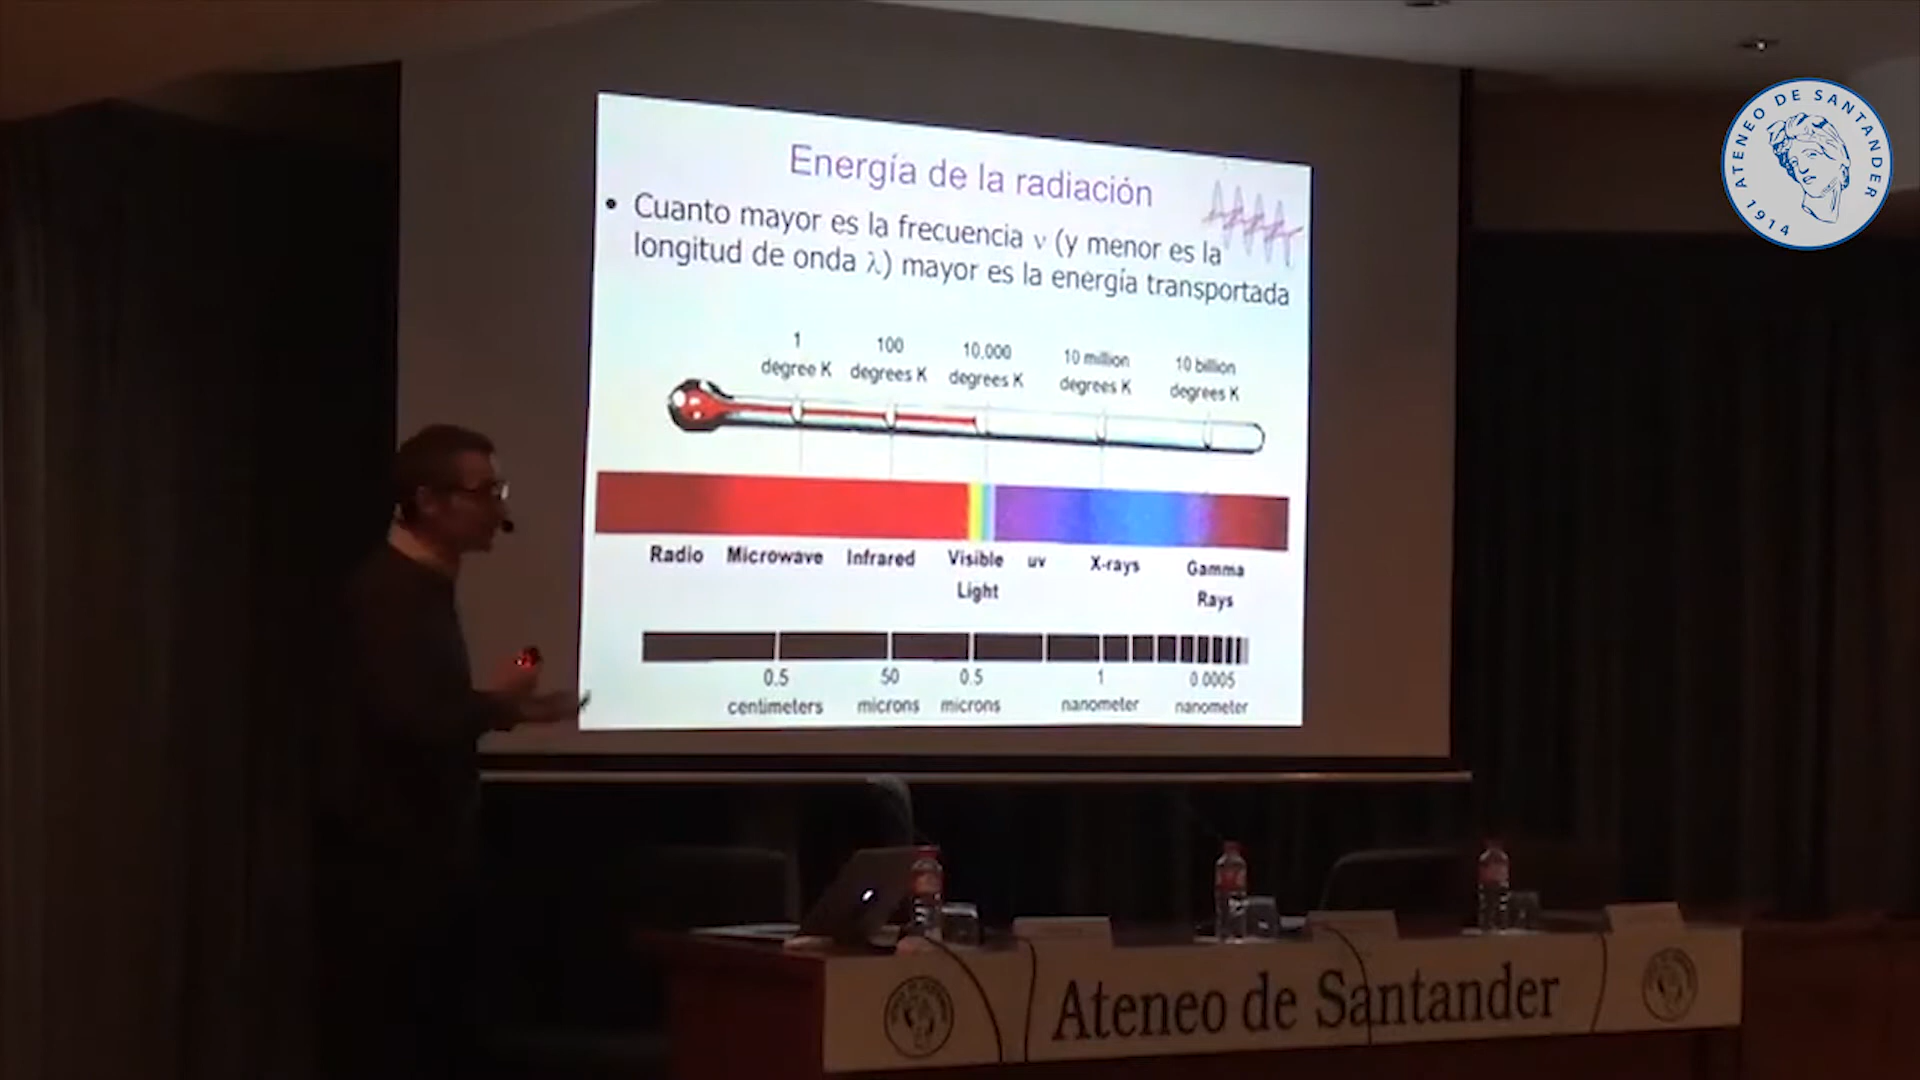 Energía de la radiación
• Cuanto mayor es la frecuencia ν (y menor es la
longitud de onda λ) mayor es la energía transportada
1 100 10,000 10 million 10 billion
degree K degrees K degrees K degrees K degrees K
Radio Microwave Infrared Visible uv X-rays Gamma
Light Rays
0.5 50 0.5 1 0.0005
centimeters microns microns nanometer nanometer
ATENEO DE SANTANDER
1914
Ateneo de Santander